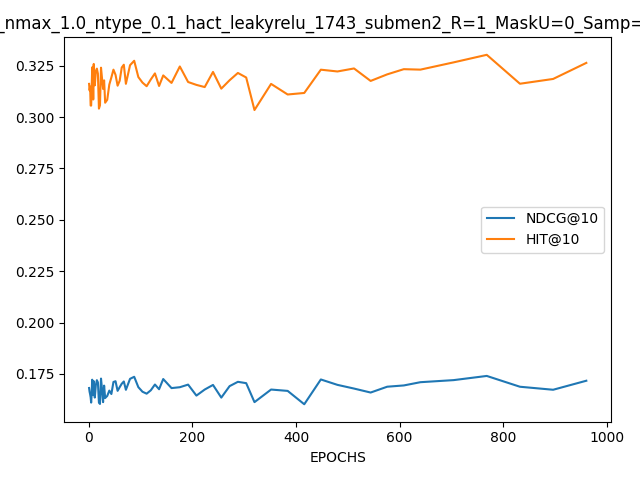 _nmax_1.0_ntype_0.1_hact_leakyrelu_1743_submen2_R=1_MaskU=0_Samp=
0.325
0.300
0.275
0.250
0.225
0.200
0.175
NDCG@10
HIT@10
0 200 400 600 800 1000
EPOCHS